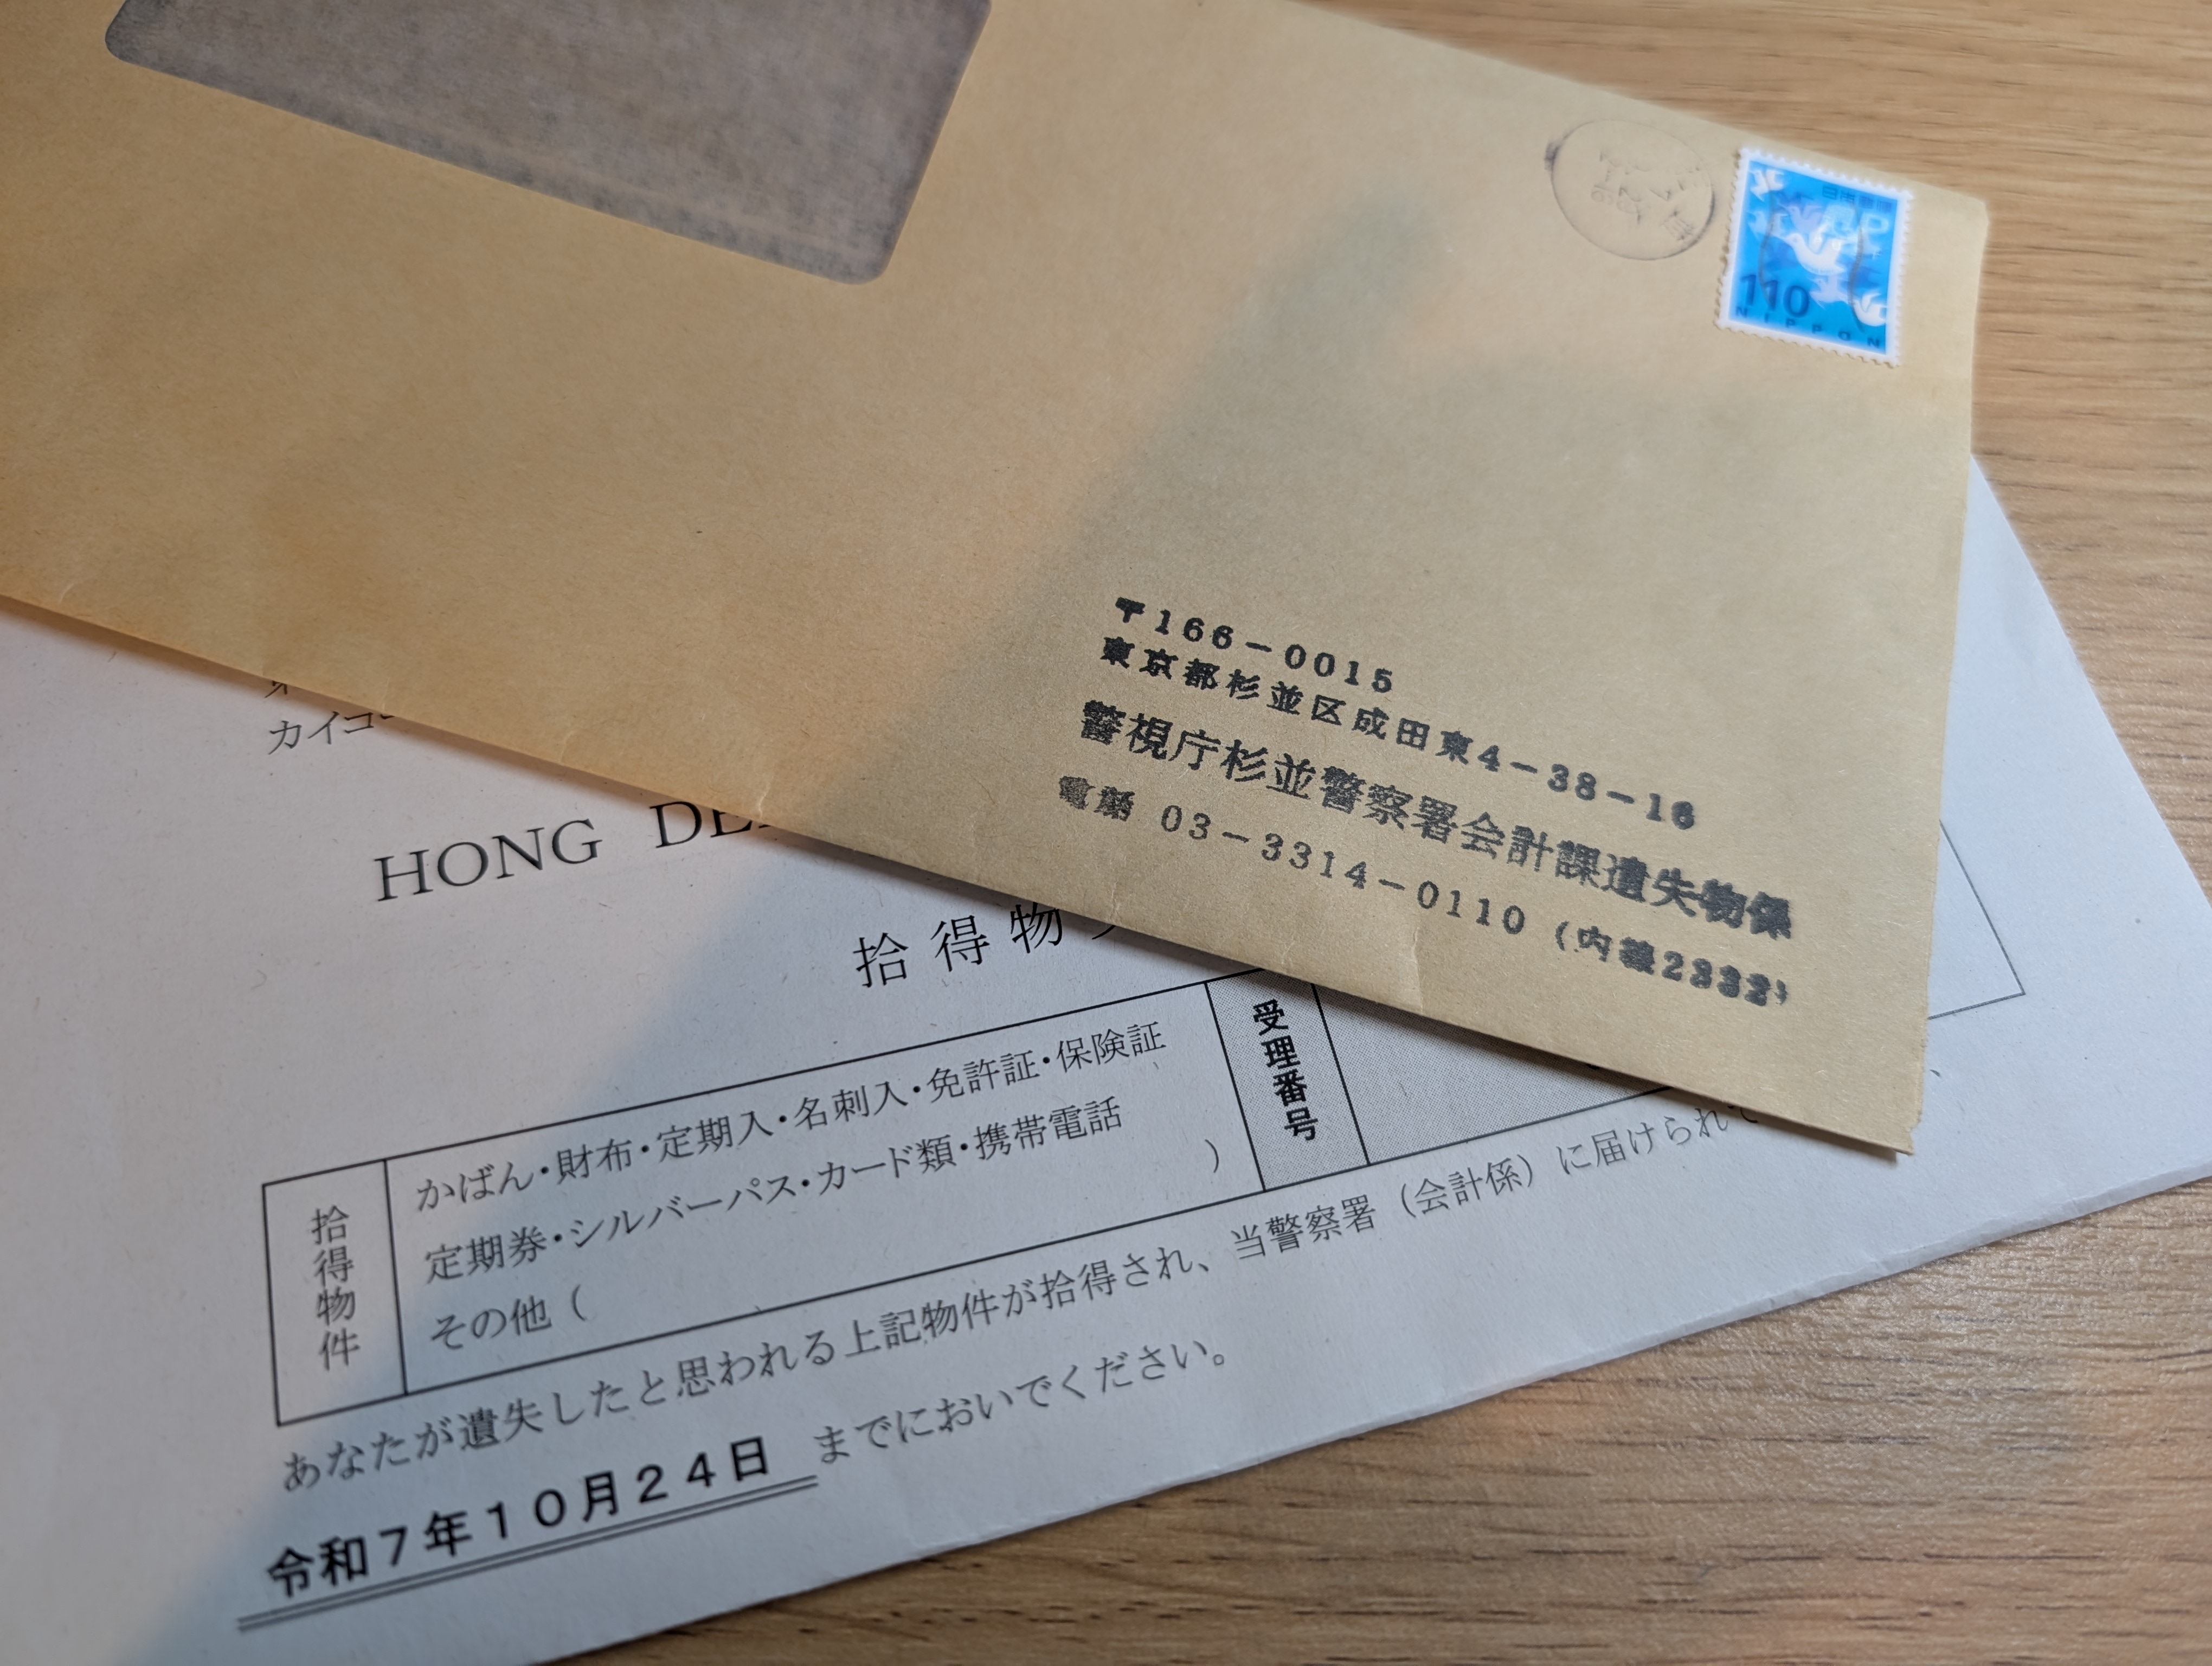 日本郵便
110
NIPPON
〒166-0015
東京都杉並区成田東4-38-16
警視庁杉並警察署会計課遺失物係
電話 03-3314-0110 (内線2332)
カイコー
HONG DE
拾得物
拾得物件
かばん・財布・定期入・名刺入・免許証・保険証
定期券・シルバーパス・カード類・携帯電話
その他( )
受理番号
あなたが遺失したと思われる上記物件が拾得され、当警察署(会計係)に届けられて
令和7年10月24日 までにおいでください。